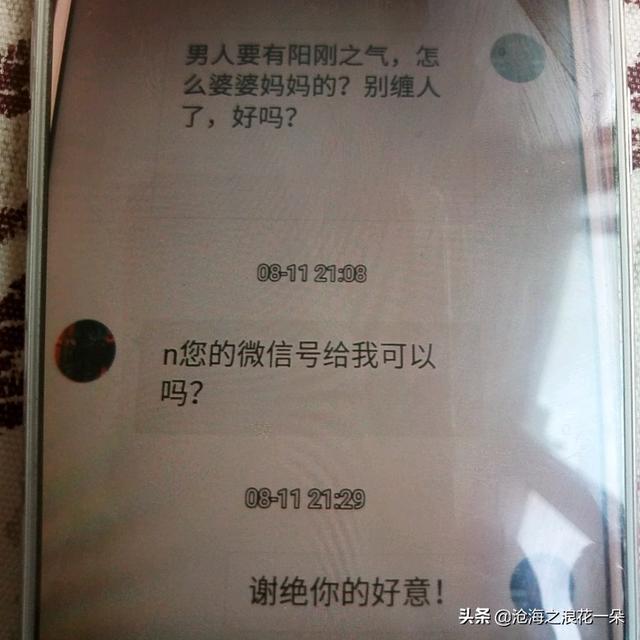 男人要有阳刚之气，怎
么婆婆妈妈的？别缠人
了，好吗？
08-11 21:08
n您的微信号给我可以
吗？
08-11 21:29
谢绝你的好意！
头条 @沧海之浪花一朵